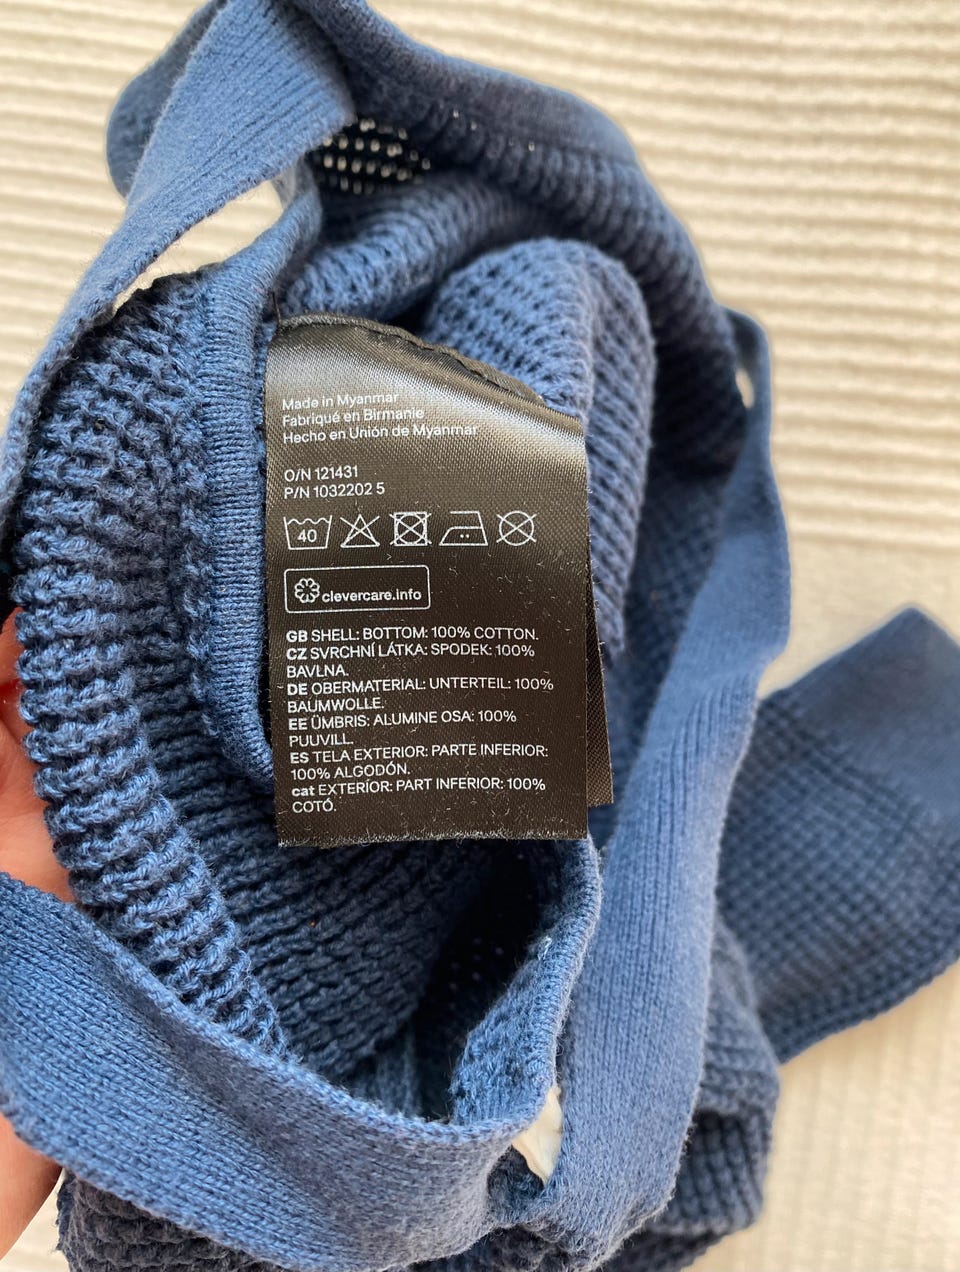 Made in Myanmar
Fabriqué en Birmanie
Hecho en Unión de Myanmar
O/N 121431
P/N 1032202 5
40
clevercare.info
GB SHELL: BOTTOM: 100% COTTON.
CZ SVRCHNÍ LÁTKA: SPODEK: 100%
BAVLNA.
DE OBERMATERIAL: UNTERTEIL: 100%
BAUMWOLLE.
EE ÜMBRIS: ALUMINE OSA: 100%
PUUVILL.
ES TELA EXTERIOR: PARTE INFERIOR:
100% ALGODÓN.
cat EXTERÍOR: PART INFERIOR: 100%
COTÓ.